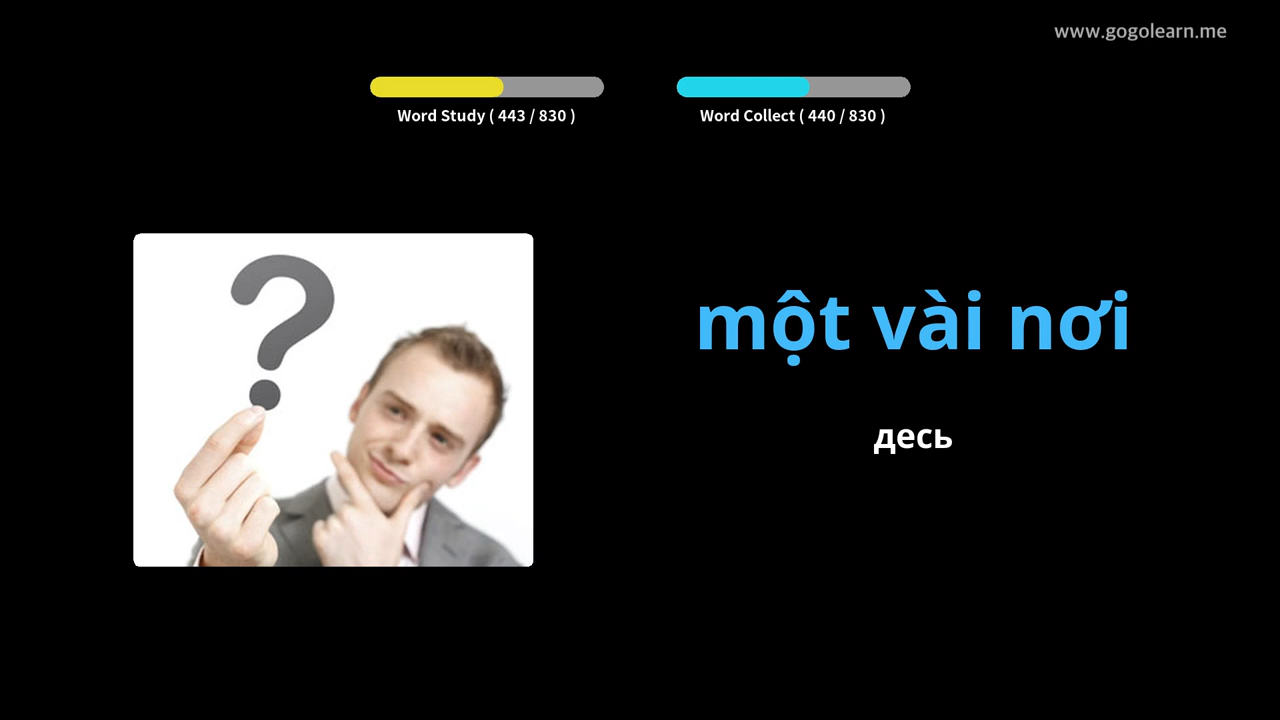 www.gogolearn.me
Word Study ( 443 / 830 )
Word Collect ( 440 / 830 )
một vài nơi
десь